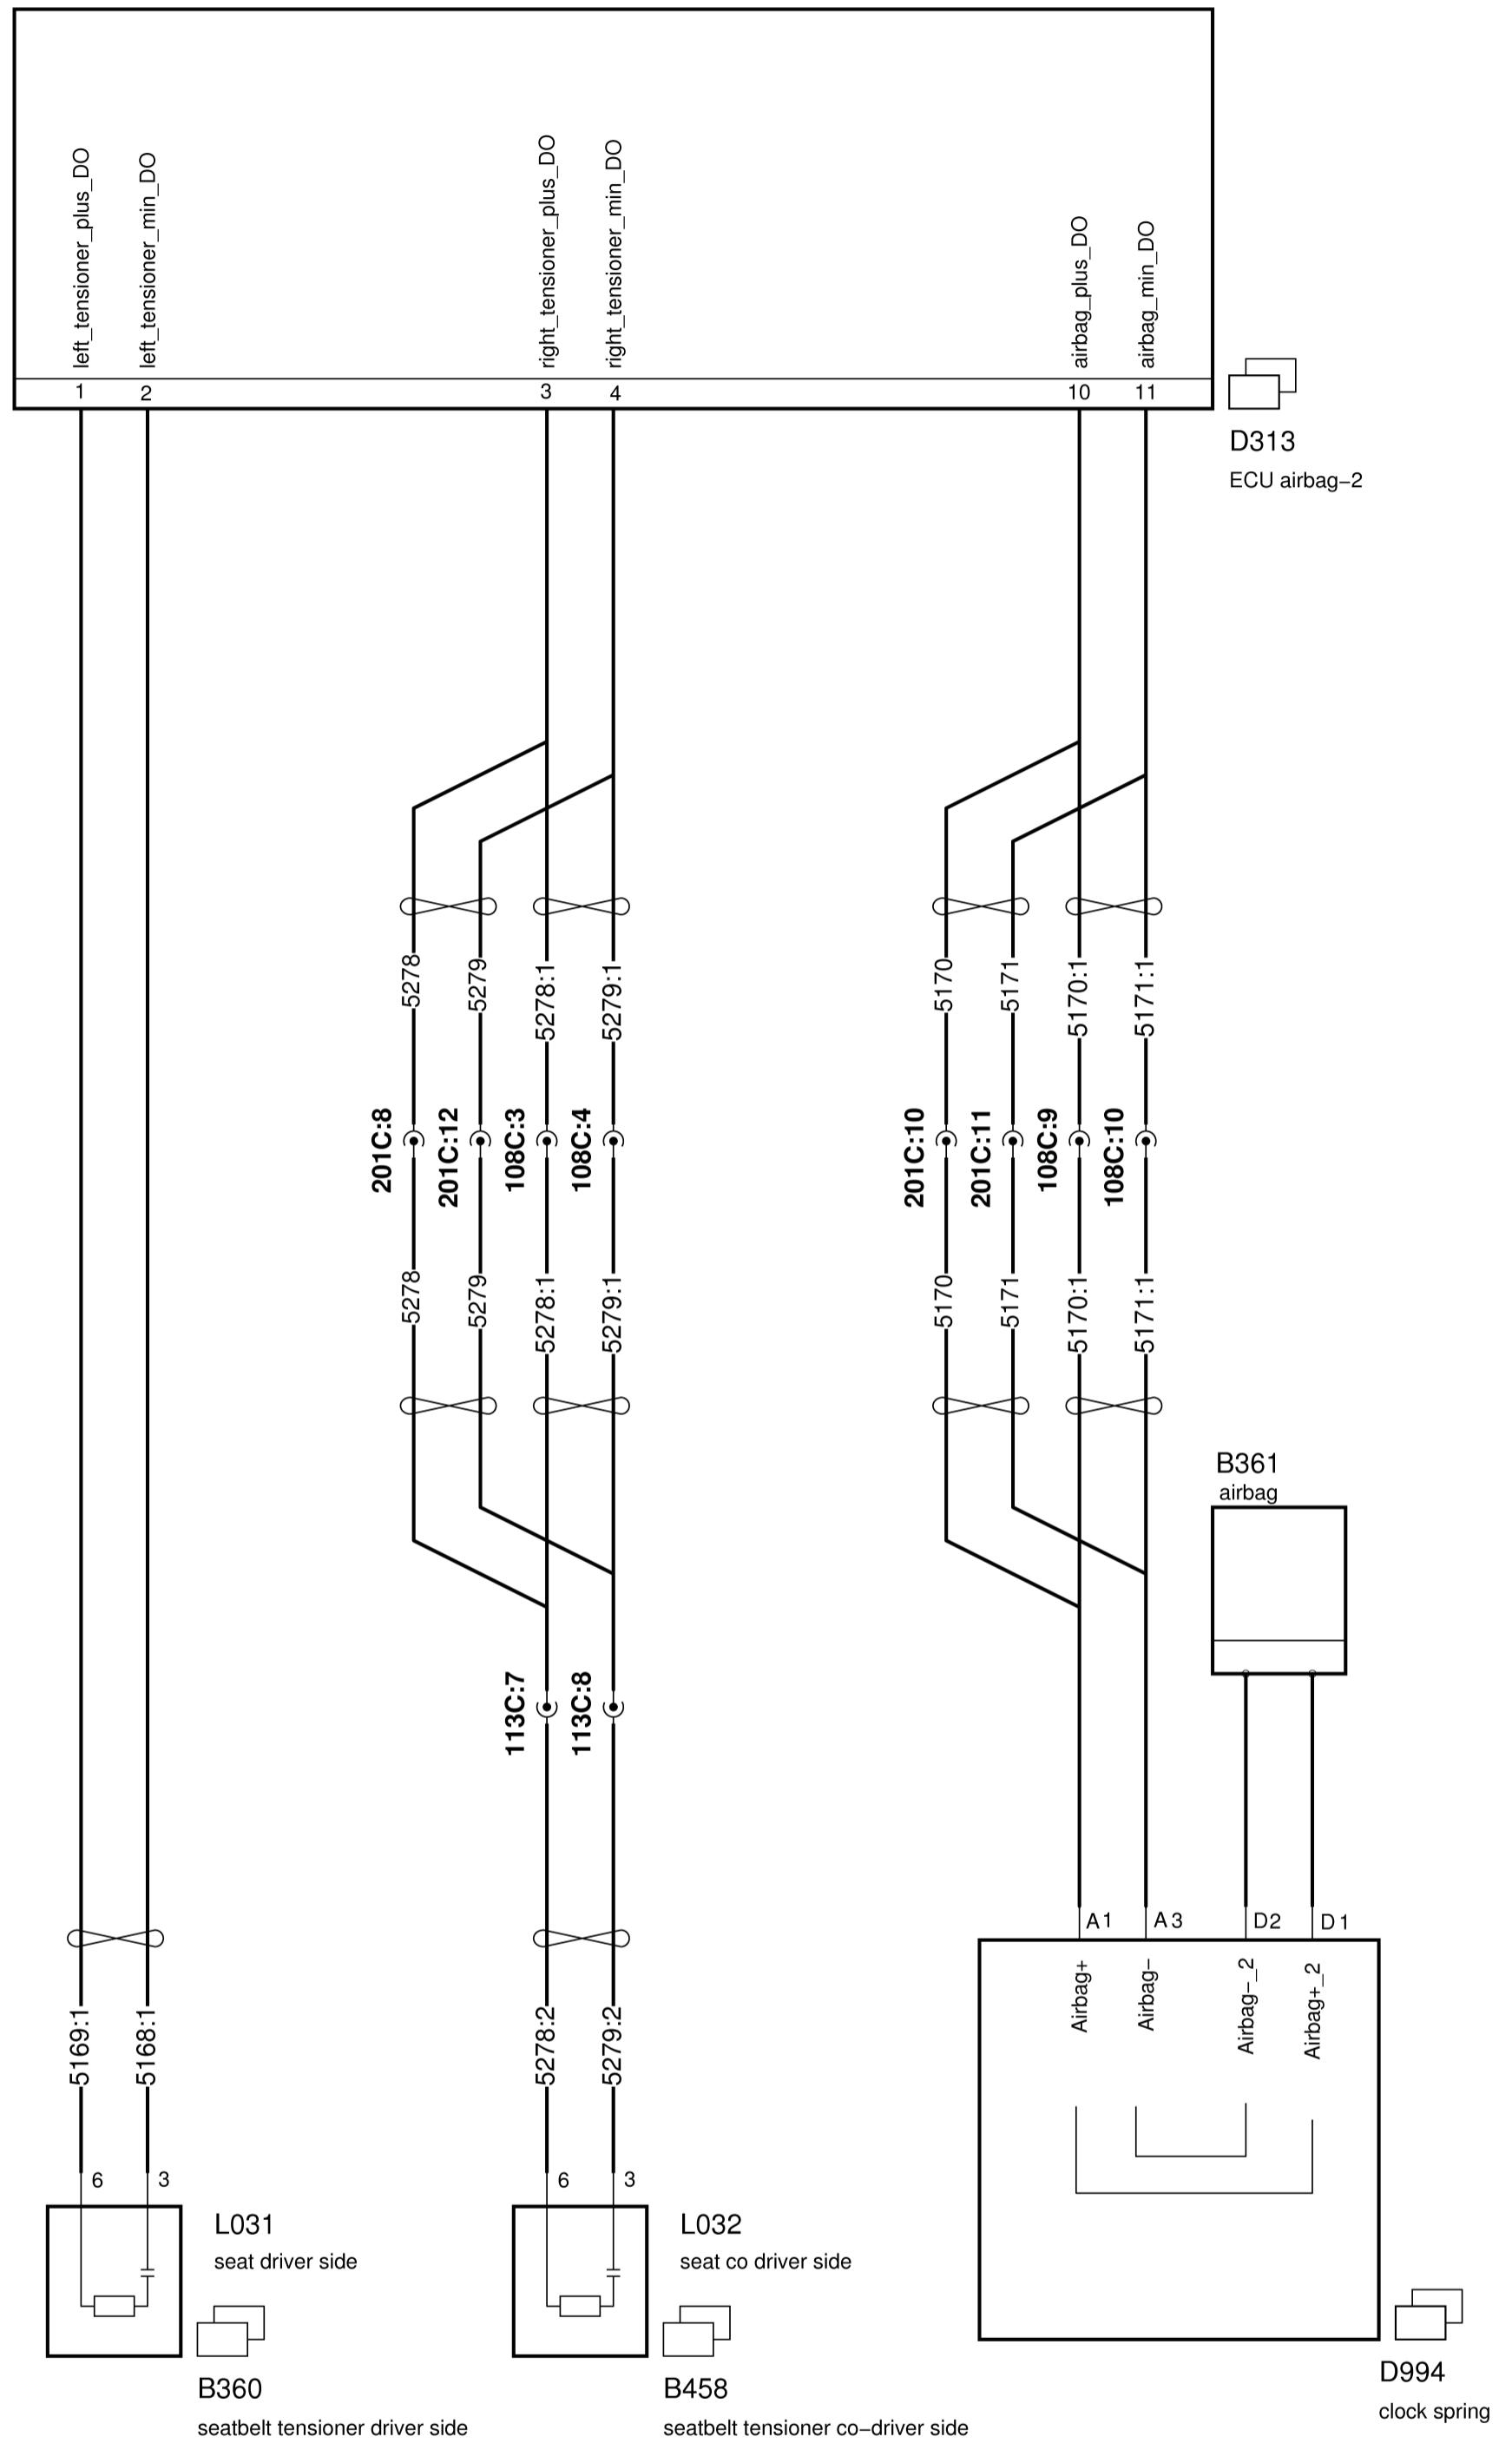 left_tensioner_plus_DO
left_tensioner_min_DO
right_tensioner_plus_DO
right_tensioner_min_DO
airbag_plus_DO
airbag_min_DO
1
2
3
4
10
11
D313
ECU airbag−2
5278
5279
5278:1
5279:1
5170
5171
5170:1
5171:1
201C:8
201C:12
108C:3
108C:4
201C:10
201C:11
108C:9
108C:10
5278
5279
5278:1
5279:1
5170
5171
5170:1
5171:1
B361
airbag
113C:7
113C:8
A1
A3
D2
D1
Airbag+
Airbag−
Airbag−_2
Airbag+_2
5169:1
5168:1
5278:2
5279:2
6
3
6
3
L031
seat driver side
L032
seat co driver side
B360
seatbelt tensioner driver side
B458
seatbelt tensioner co−driver side
D994
clock spring